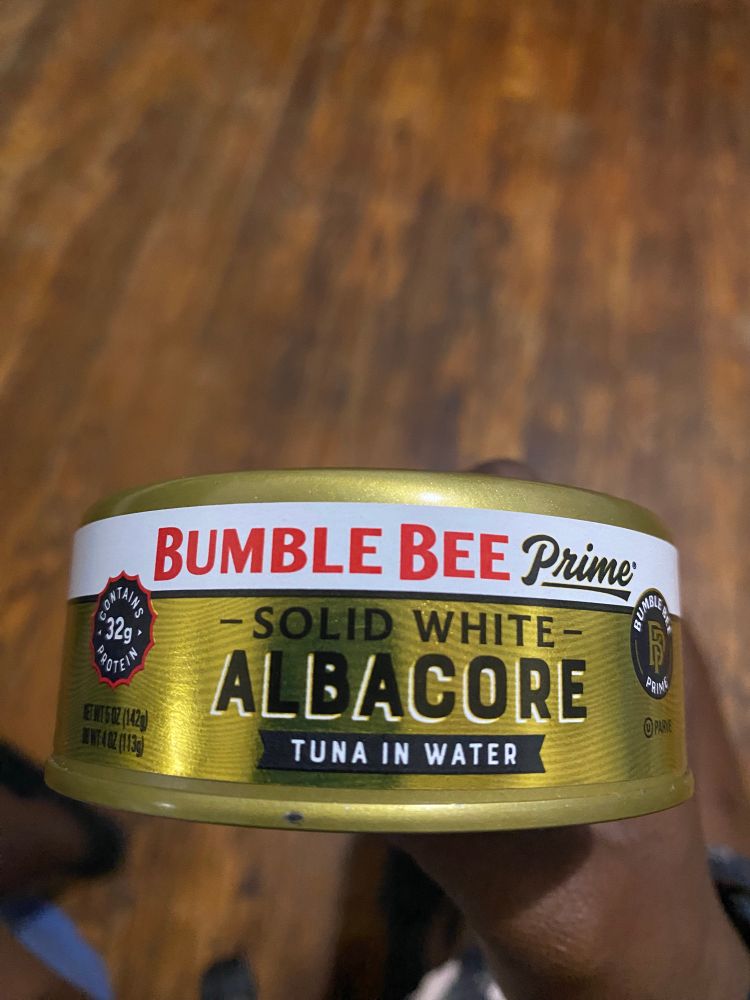 BUMBLE BEE Prime®
CONTAINS
32g
PROTEIN
–SOLID WHITE–
ALBACORE
TUNA IN WATER
NET WT 5 OZ (142g)
DR WT 4 OZ (113g)
BUMBLE BEE
PRIME
U PARVE